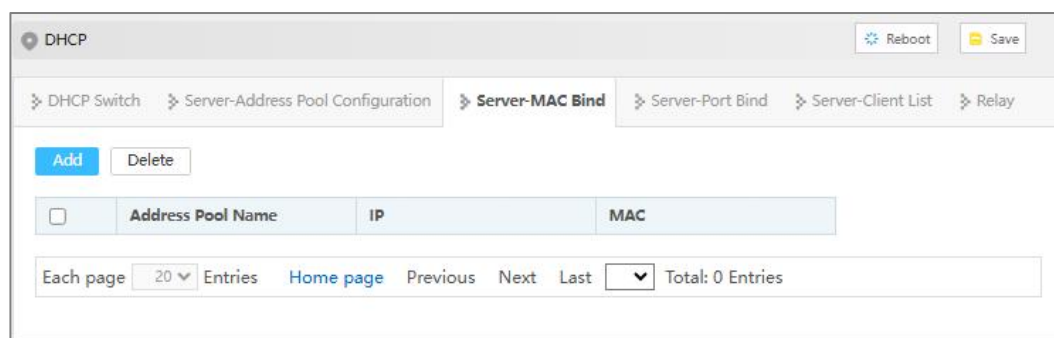 DHCP Reboot Save
DHCP Switch Server-Address Pool Configuration Server-MAC Bind Server-Port Bind Server-Client List Relay
Add Delete
Address Pool Name IP MAC
Each page 20 Entries Home page Previous Next Last Total: 0 Entries